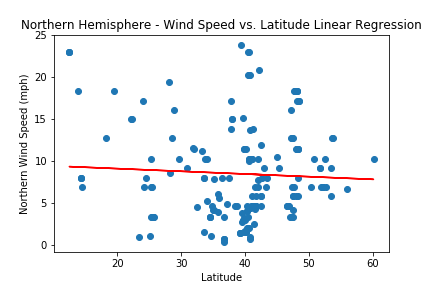 Northern Hemisphere - Wind Speed vs. Latitude Linear Regression
25
20
15
10
5
0
Northern Wind Speed (mph)
20 30 40 50 60
Latitude